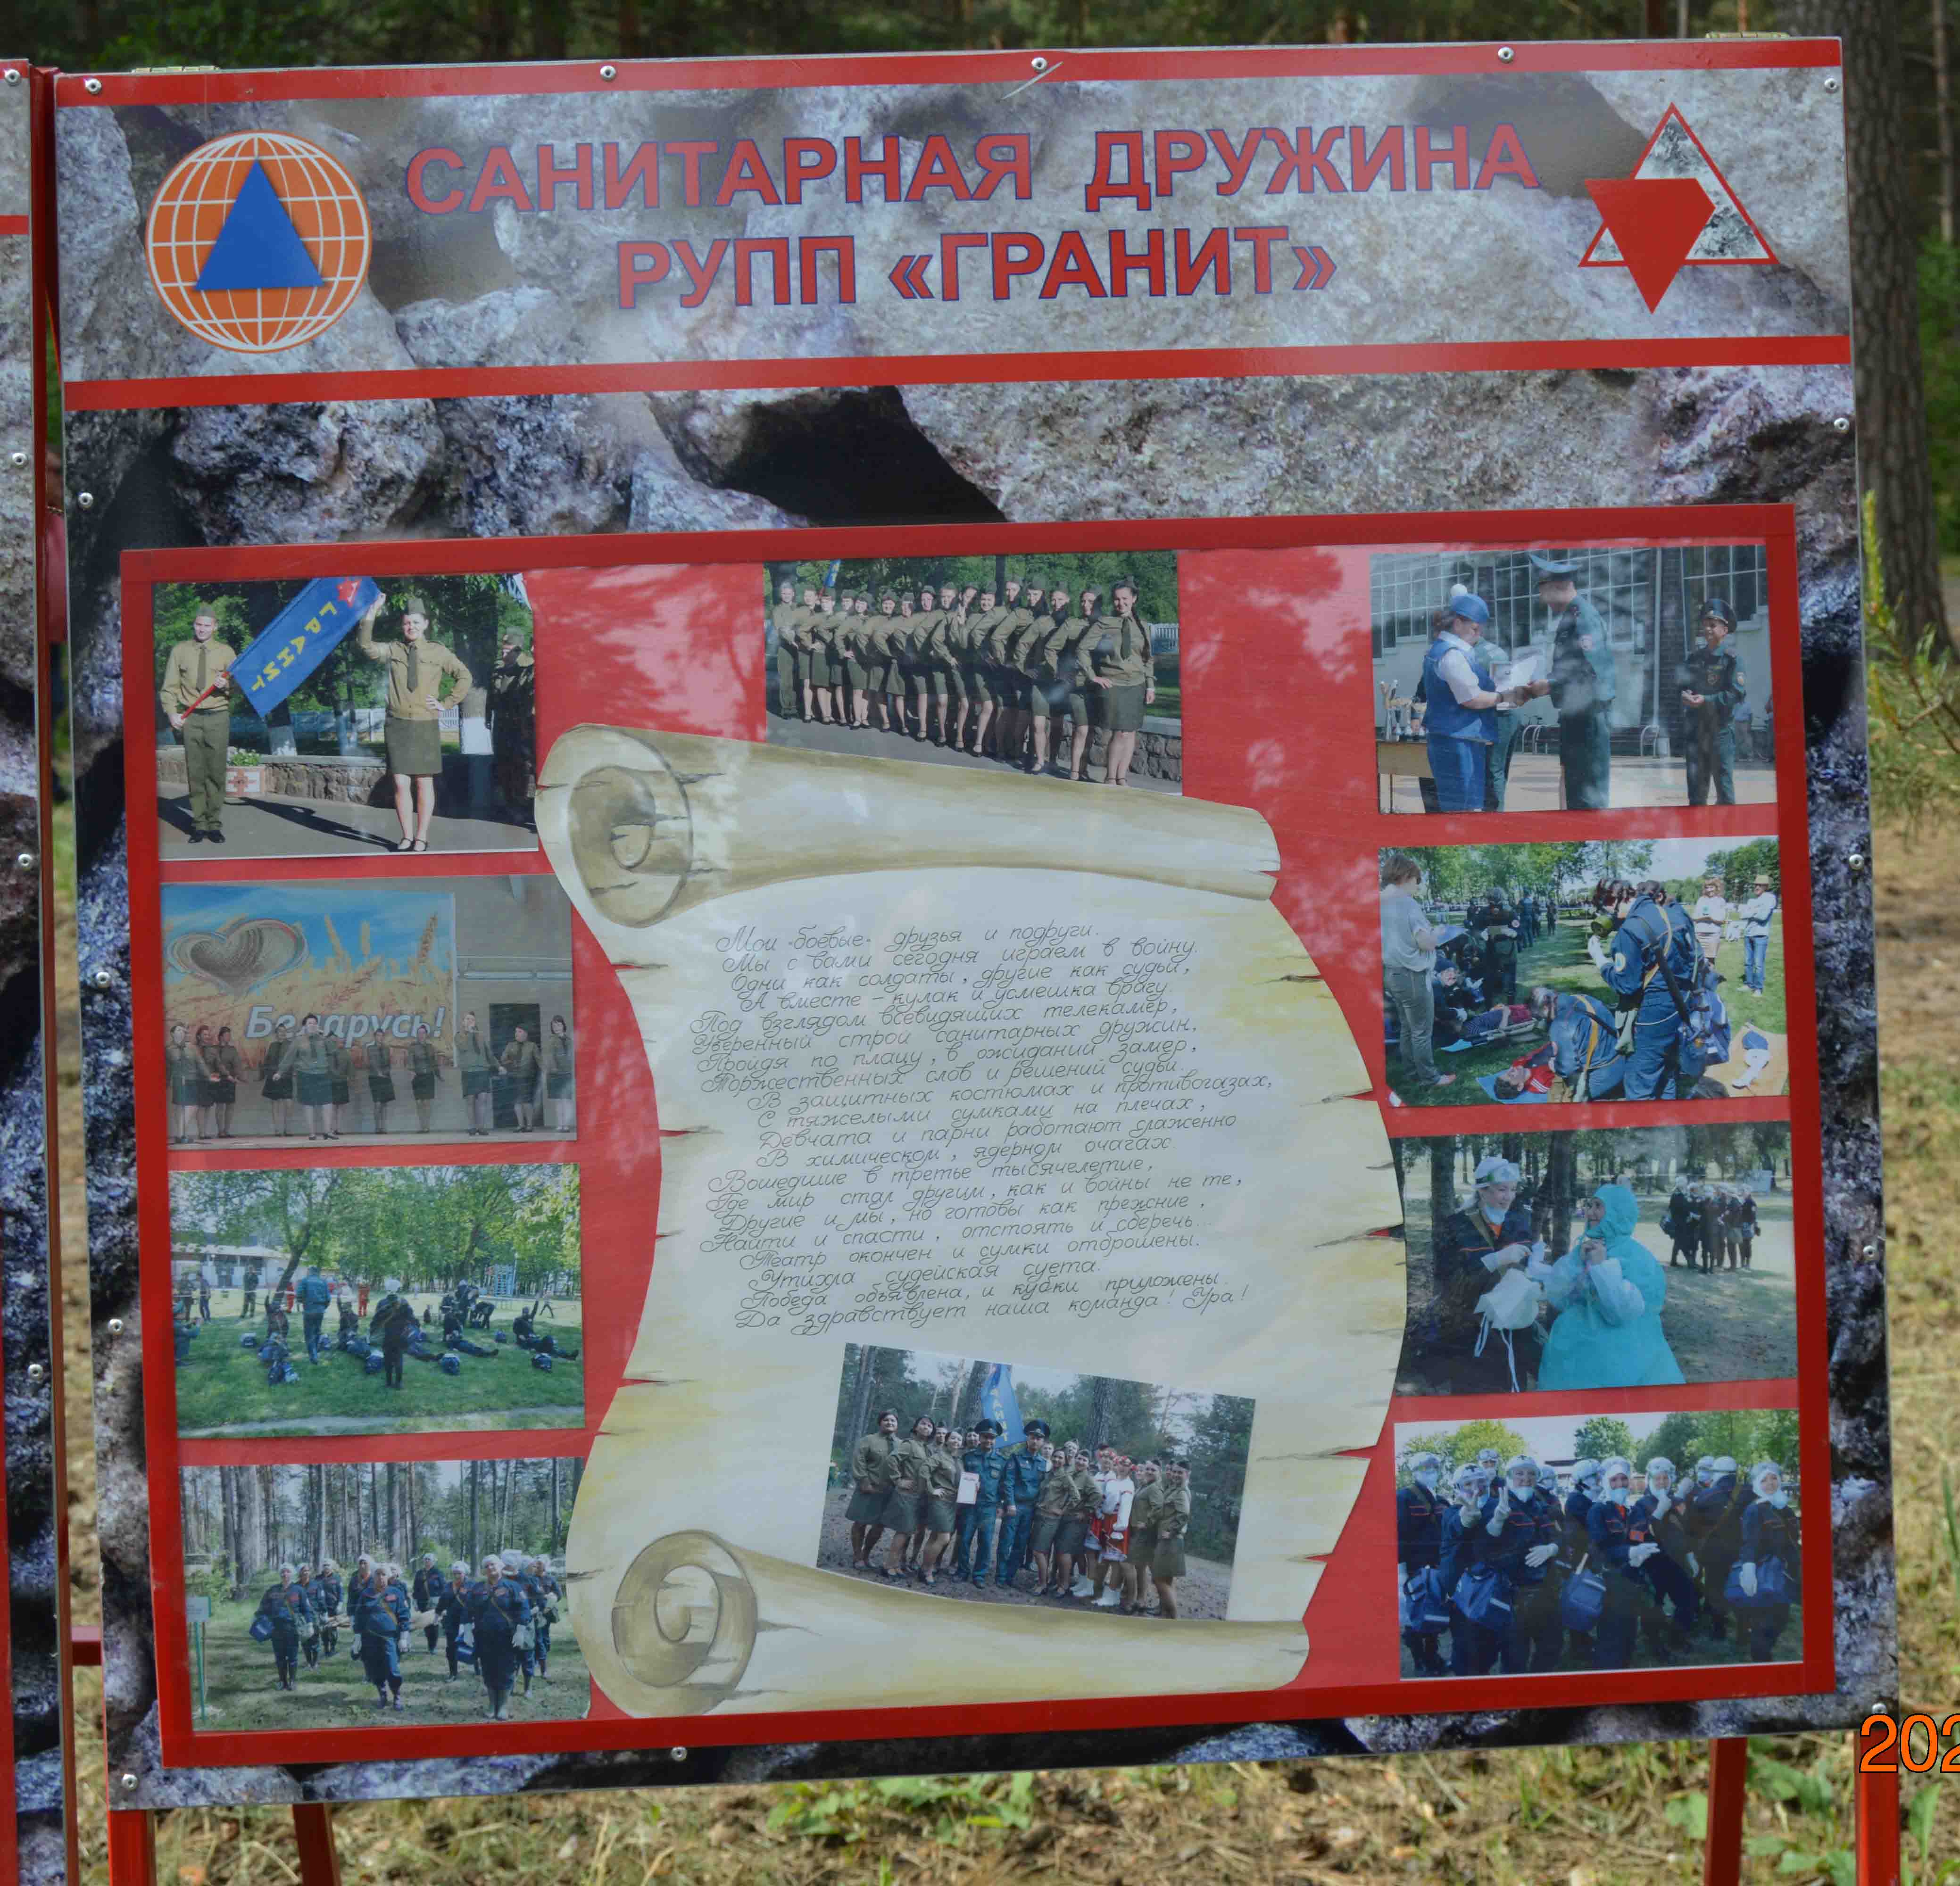 САНИТАРНАЯ ДРУЖИНА
РУПП «ГРАНИТ»
ГРАНИТ
Беларусь!
Мои -боевые- друзья и подруги.
Мы с вами сегодня играем в войну.
Одни как солдаты, другие как судьи,
А вместе – кулак и усмешка врагу.
Под взглядом всевидящих телекамер,
Уверенный строй санитарных дружин,
Пройдя по плацу, в ожиданий замер,
Торжественных слов и решений судьи.
В защитных костюмах и противогазах,
С тяжелыми сумками на плечах,
Девчата и парни работают слаженно
В химическом, ядерном очагах
Вошедшие в третье тысячелетие,
Где мир стал другим, как и войны не те,
Другие и мы, но готовы как прежние,
Найти и спасти, отстоять и сберечь...
Театр окончен и сумки отброшены.
Утихла судейская суета.
Победа объявлена, и кубки приложены.
Да здравствует наша команда! Ура!
202